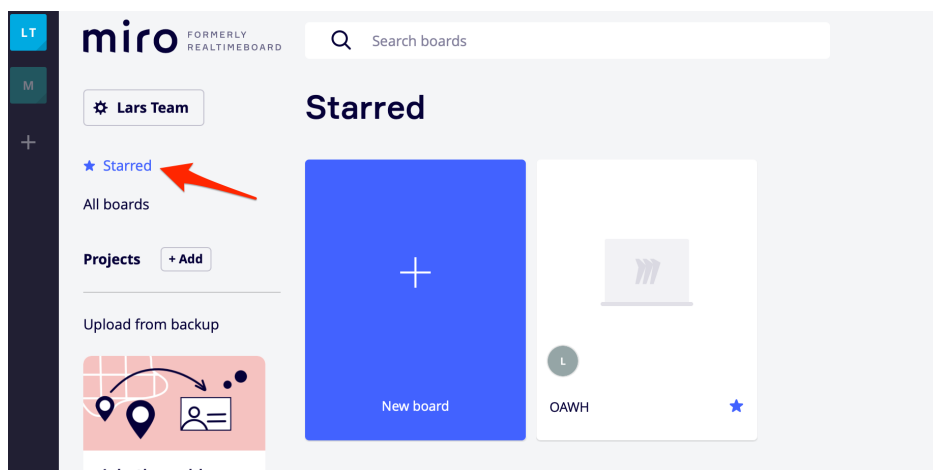 LT
M
miro
FORMERLY
REALTIMEBOARD
Search boards
Lars Team
Starred
All boards
Projects
+ Add
Upload from backup
Starred
New board
L
OAWH